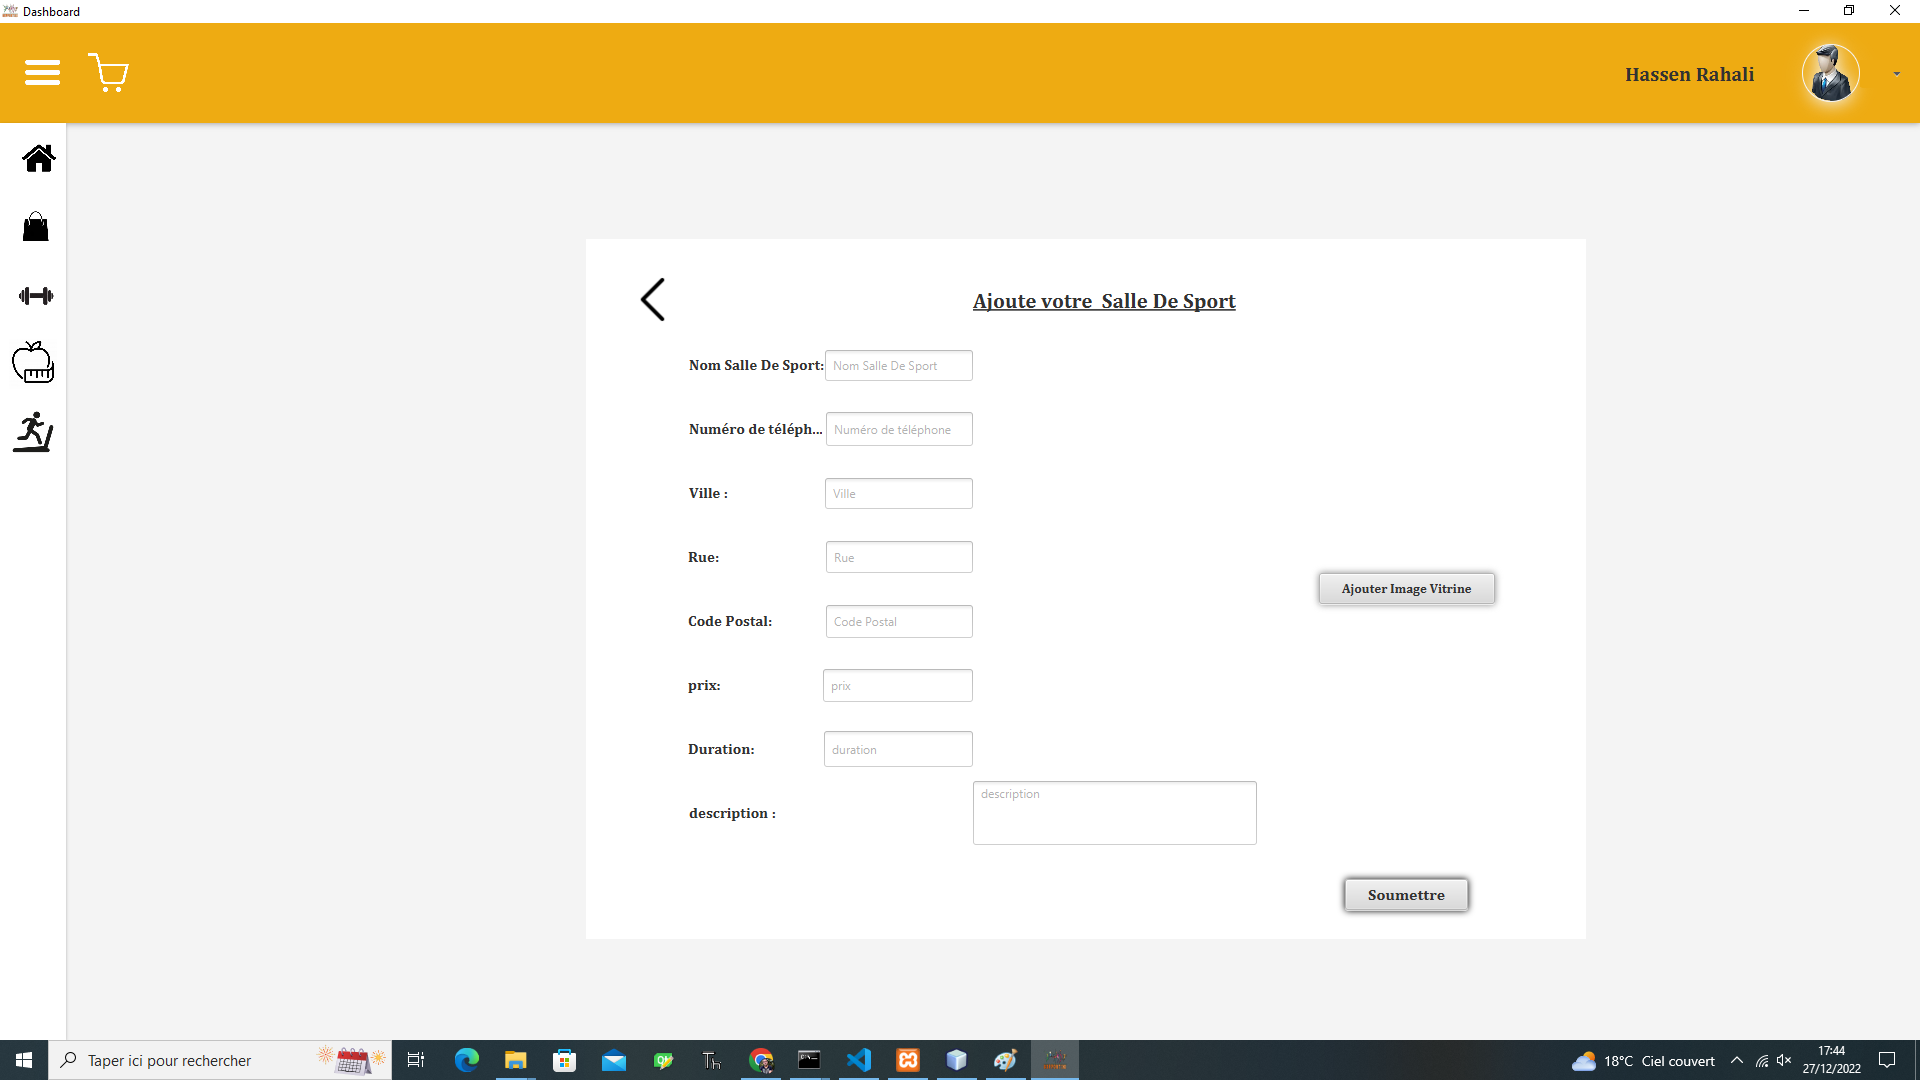 Dashboard
Hassen Rahali
Ajoute votre  Salle De Sport
Nom Salle De Sport: Nom Salle De Sport
Numéro de téléph... Numéro de téléphone
Ville : Ville
Rue: Rue
Ajouter Image Vitrine
Code Postal: Code Postal
prix: prix
Duration: duration
description : description
Soumettre
Taper ici pour rechercher
18°C Ciel couvert
17:44
27/12/2022